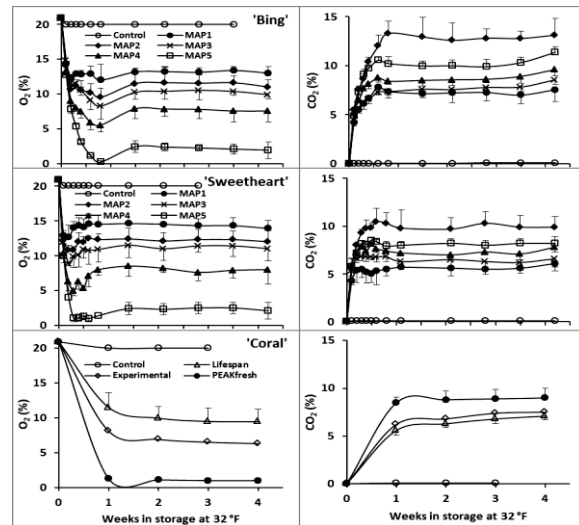 25
20
15
10
5
0
O₂ (%)
'Bing'
Control MAP1
MAP2 MAP3
MAP4 MAP5
15
10
5
0
CO₂ (%)
25
20
15
10
5
0
O₂ (%)
'Sweetheart'
Control MAP1
MAP2 MAP3
MAP4 MAP5
15
10
5
0
CO₂ (%)
25
20
15
10
5
0
O₂ (%)
'Coral'
Control Lifespan
Experimental PEAKfresh
0 1 2 3 4
Weeks in storage at 32 °F
15
10
5
0
CO₂ (%)
0 1 2 3 4
Weeks in storage at 32 °F